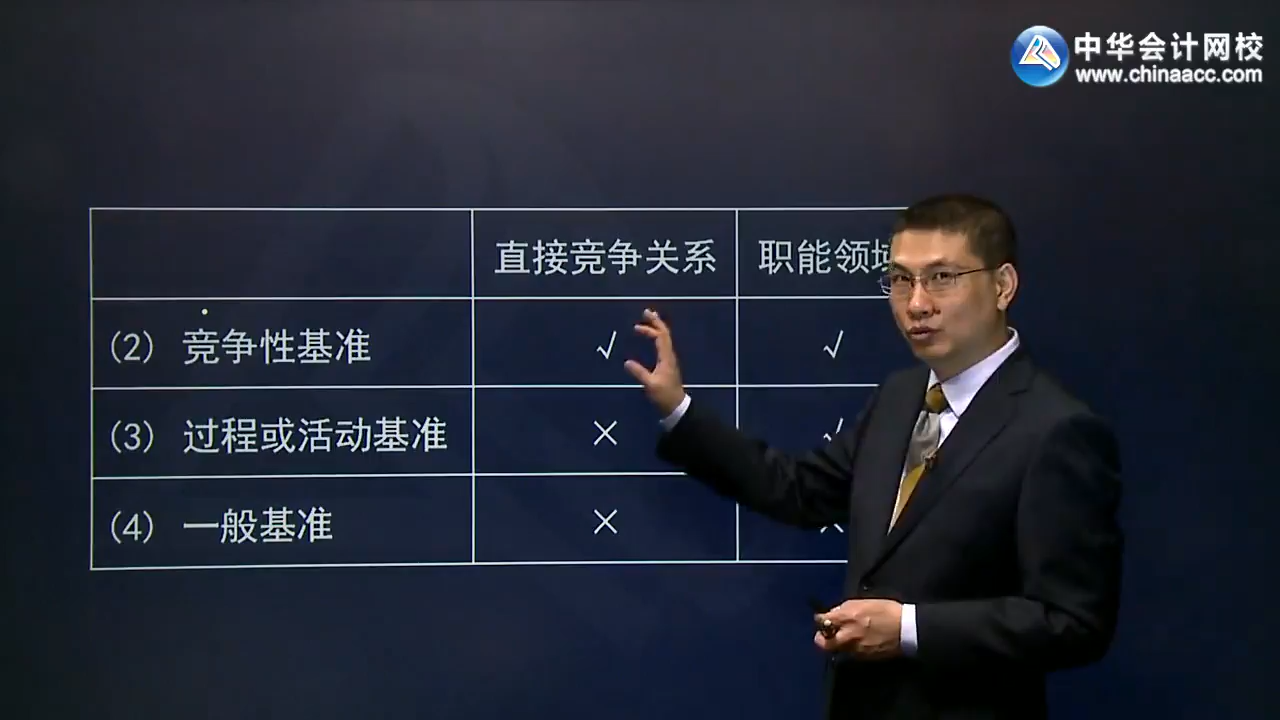 中华会计网校
www.chinaacc.com
直接竞争关系 职能领域
（2） 竞争性基准 √ √
（3） 过程或活动基准 × √
（4） 一般基准 × ×